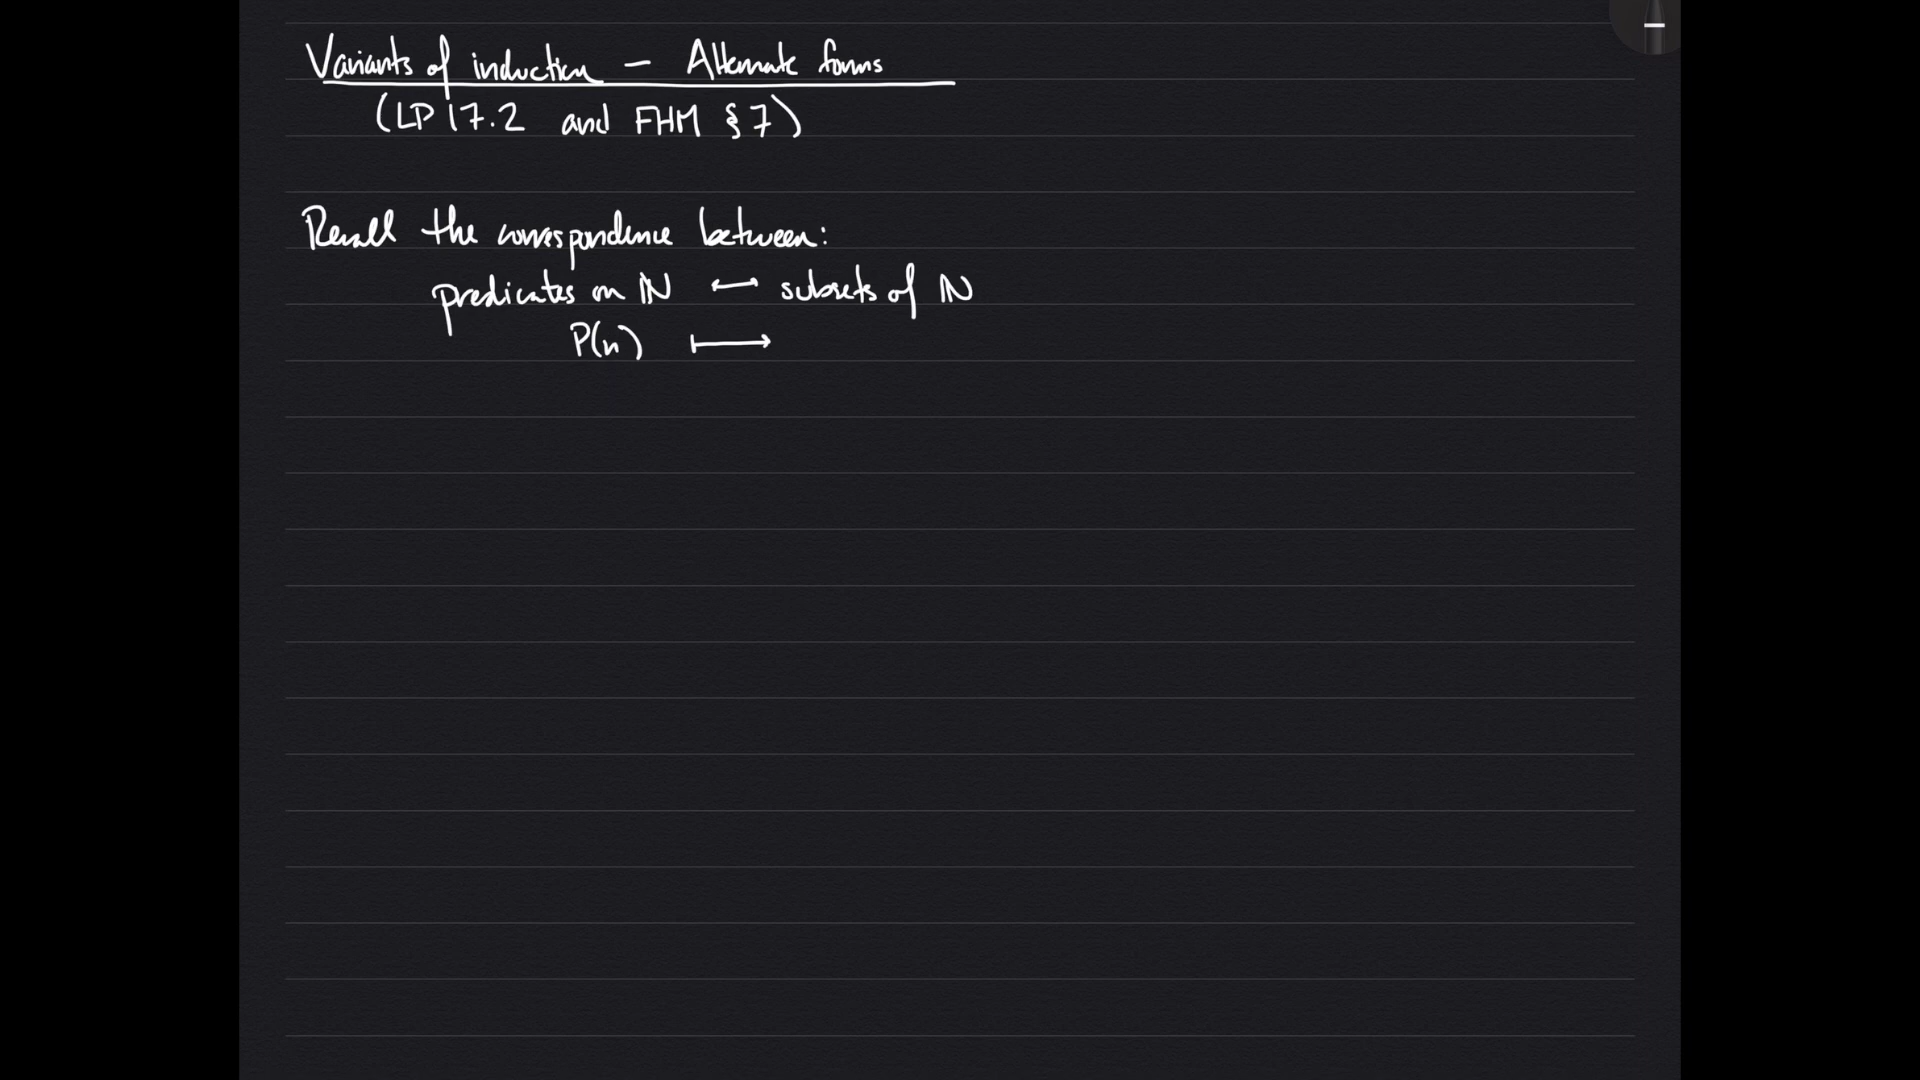 Variants of induction – Alternate forms
(LP 17.2 and FHM §7)
Recall the correspondence between:
predicates on ℕ ↔ subsets of ℕ
P(n) ⟼